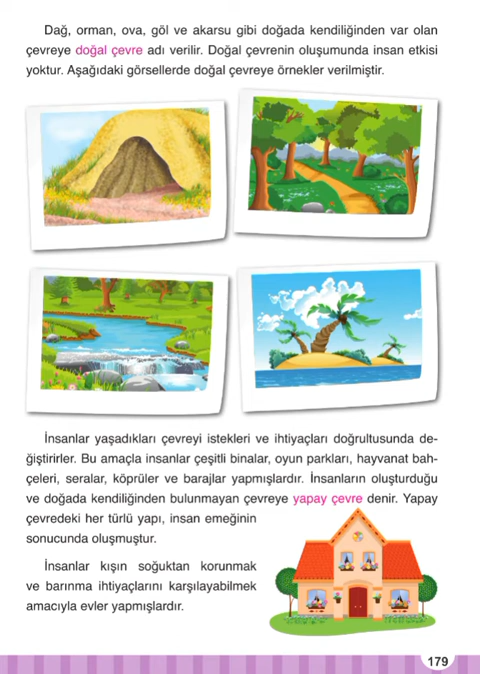 Dağ, orman, ova, göl ve akarsu gibi doğada kendiliğinden var olan
çevreye doğal çevre adı verilir. Doğal çevrenin oluşumunda insan etkisi
yoktur. Aşağıdaki görsellerde doğal çevreye örnekler verilmiştir.
İnsanlar yaşadıkları çevreyi istekleri ve ihtiyaçları doğrultusunda de-
ğiştirirler. Bu amaçla insanlar çeşitli binalar, oyun parkları, hayvanat bah-
çeleri, seralar, köprüler ve barajlar yapmışlardır. İnsanların oluşturduğu
ve doğada kendiliğinden bulunmayan çevreye yapay çevre denir. Yapay
çevredeki her türlü yapı, insan emeğinin
sonucunda oluşmuştur.
İnsanlar kışın soğuktan korunmak
ve barınma ihtiyaçlarını karşılayabilmek
amacıyla evler yapmışlardır.
179